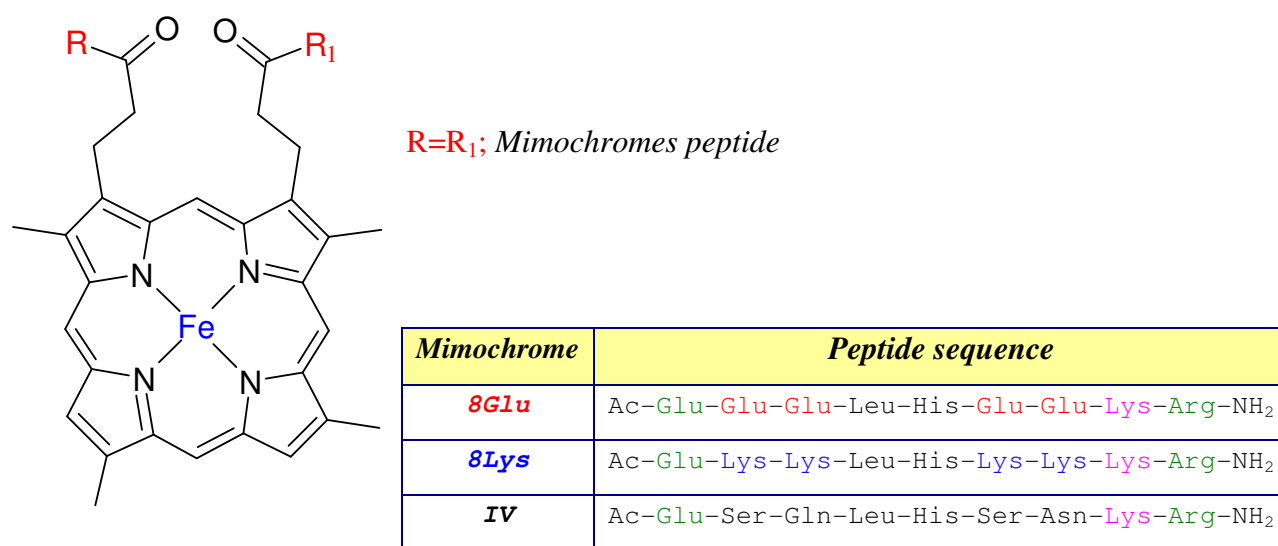 R O O R₁
R=R₁; Mimochromes peptide
N N
Fe
N N
Mimochrome Peptide sequence
8Glu Ac-Glu-Glu-Glu-Leu-His-Glu-Glu-Lys-Arg-NH₂
8Lys Ac-Glu-Lys-Lys-Leu-His-Lys-Lys-Lys-Arg-NH₂
IV Ac-Glu-Ser-Gln-Leu-His-Ser-Asn-Lys-Arg-NH₂